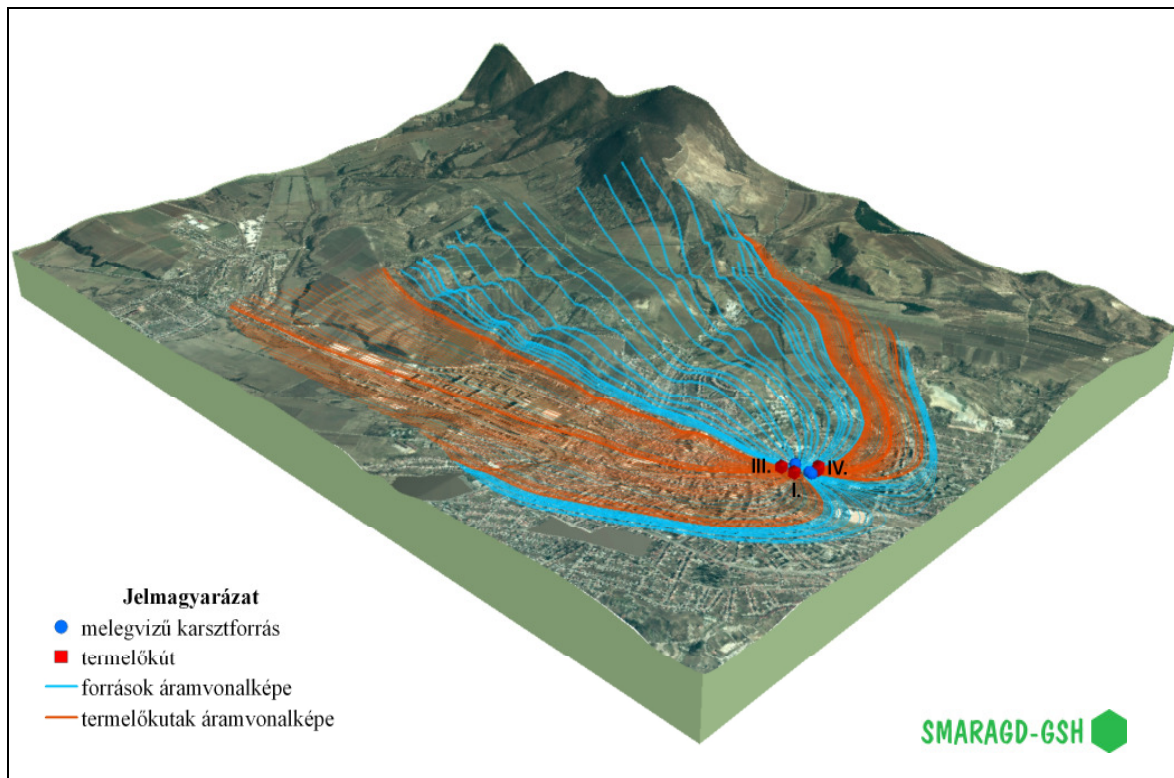 III.
IV.
I.
Jelmagyarázat
melegvizű karsztforrás
termelőkút
források áramvonalképe
termelőkutak áramvonalképe
SMARAGD-GSH